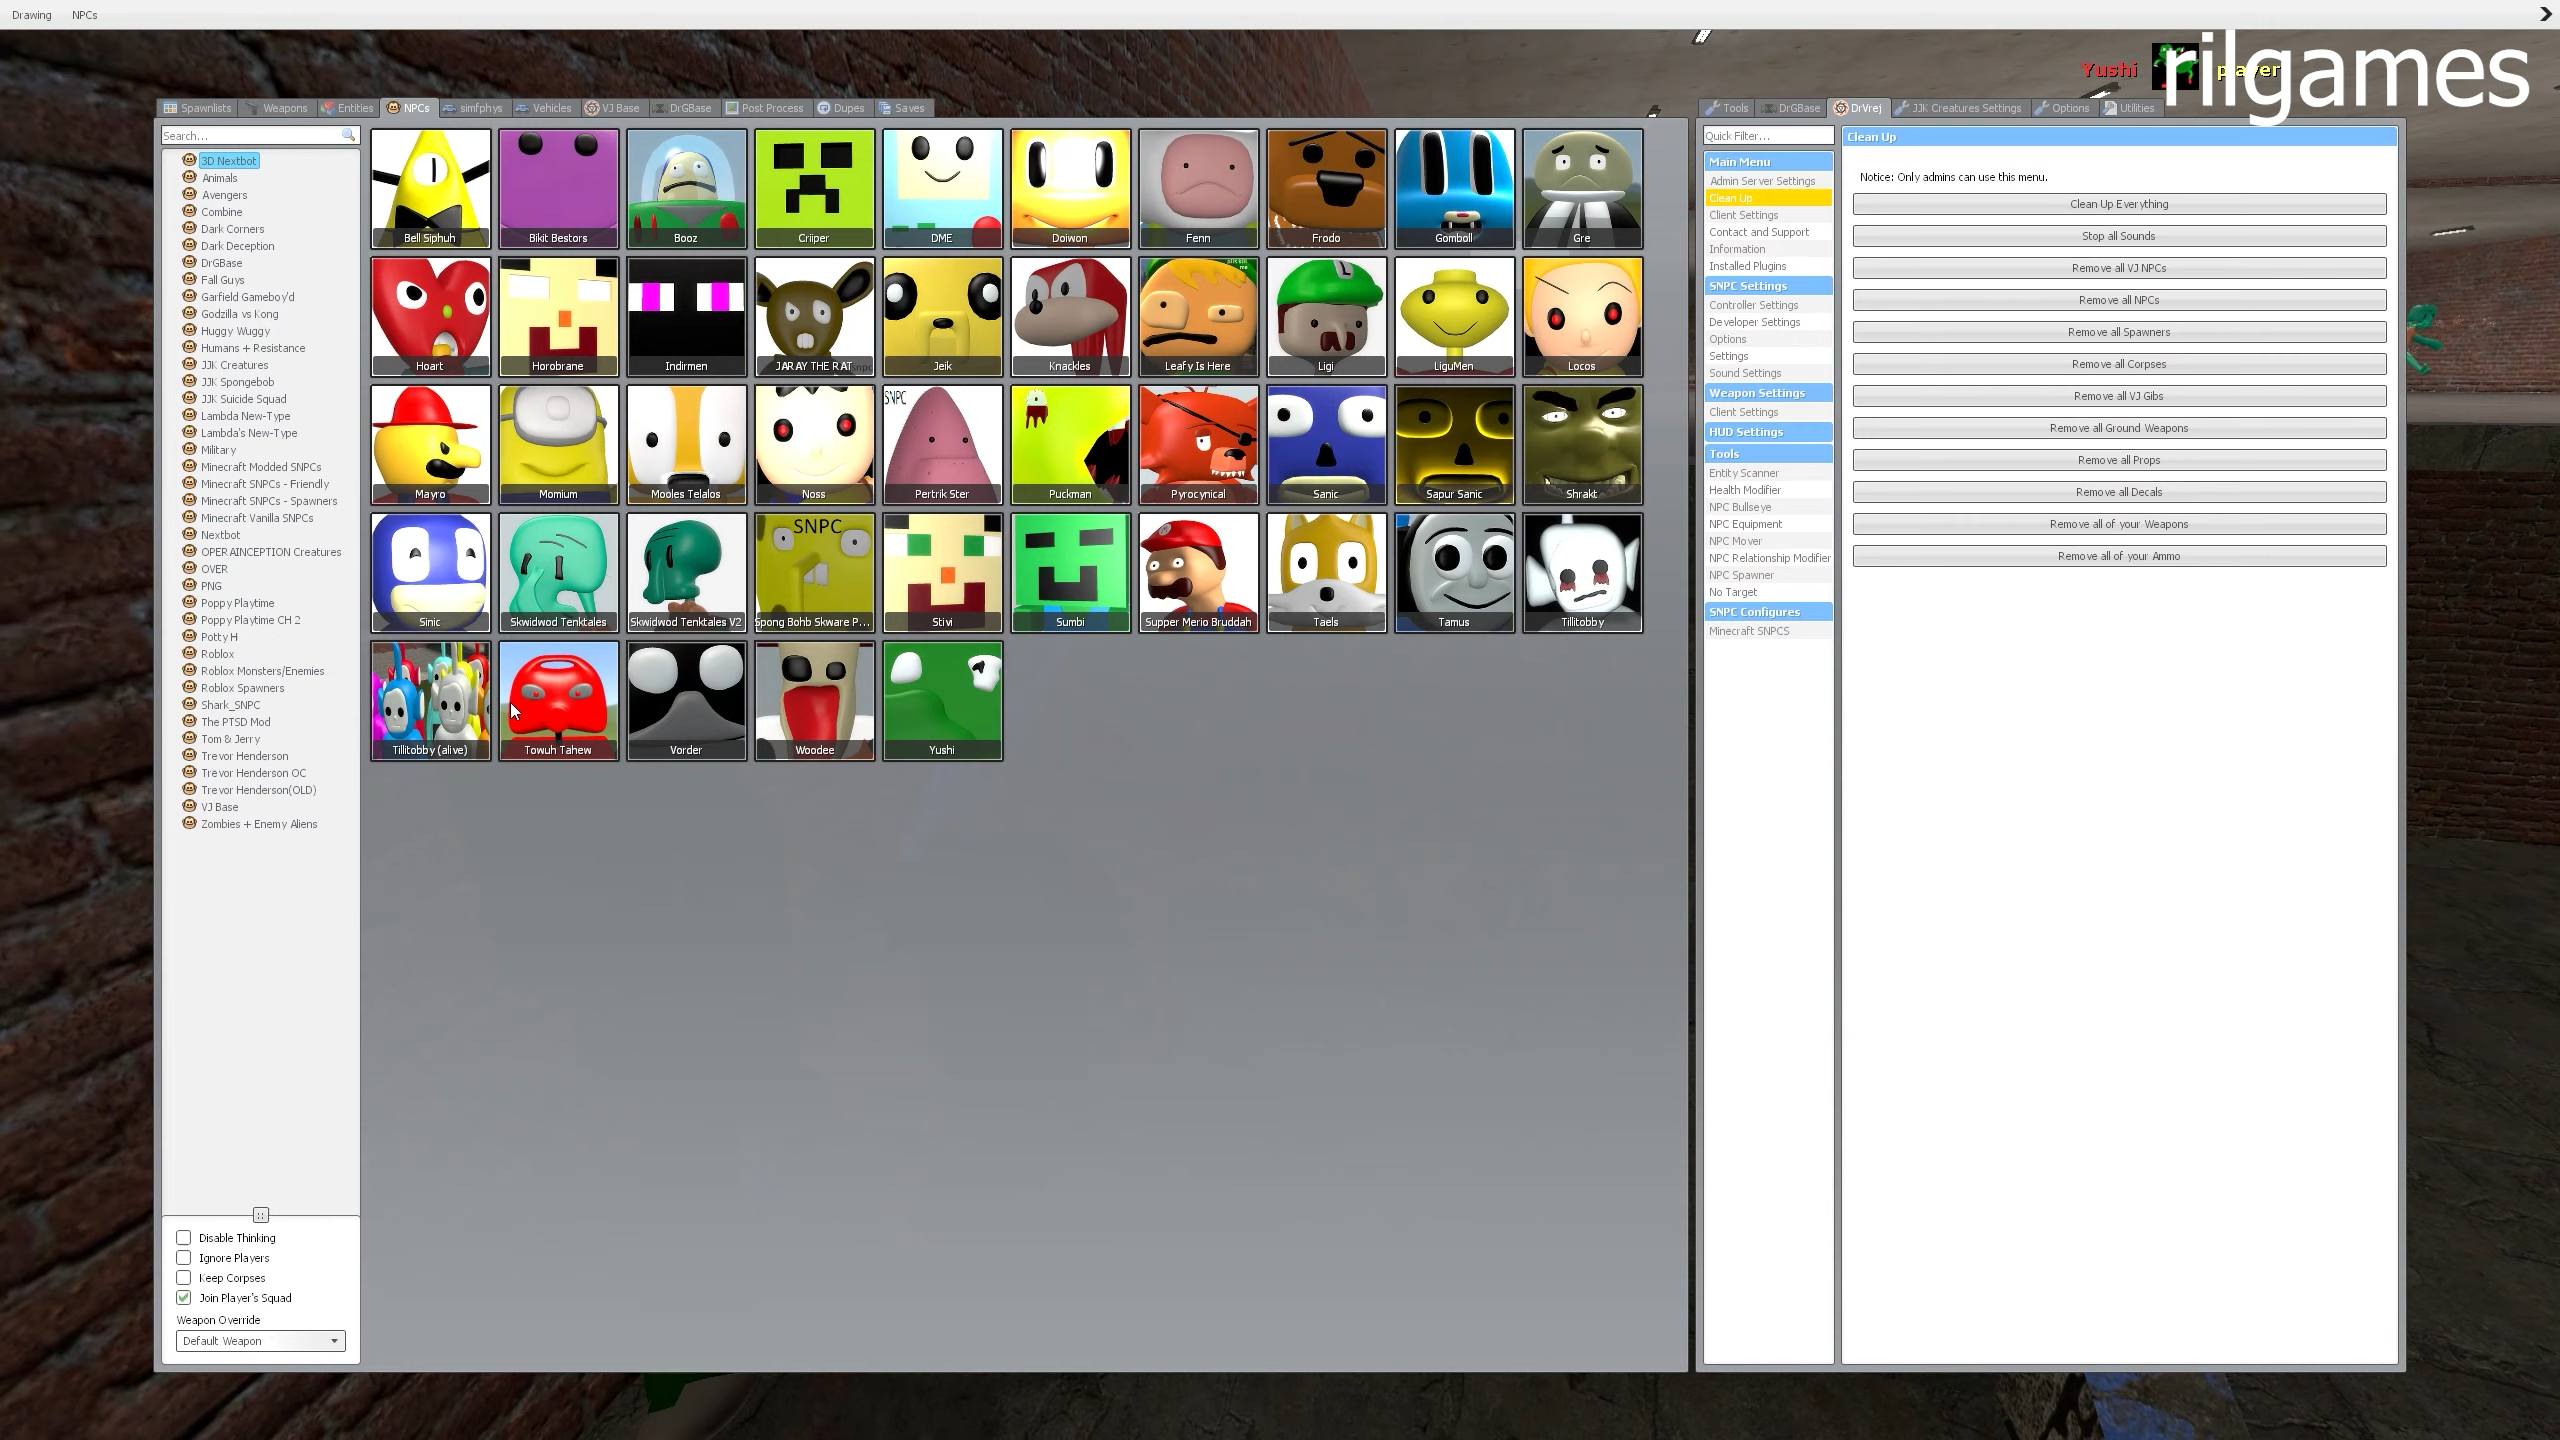 Drawing NPCs
rilgames
Yushi player
Spawnlists Weapons Entities NPCs simfphys Vehicles VJ Base DrGBase Post Process Dupes Saves
Search...
3D Nextbot
Animals
Avengers
Combine
Dark Corners
Dark Deception
DrGBase
Fall Guys
Garfield Gameboy'd
Godzilla vs Kong
Huggy Wuggy
Humans + Resistance
JJK Creatures
JJK Spongebob
JJK Suicide Squad
Lambda New-Type
Lambda's New-Type
Military
Minecraft Modded SNPCs
Minecraft SNPCs - Friendly
Minecraft SNPCs - Spawners
Minecraft Vanilla SNPCs
Nextbot
OPERAINCEPTION Creatures
OVER
PNG
Poppy Playtime
Poppy Playtime CH 2
Potty H
Roblox
Roblox Monsters/Enemies
Roblox Spawners
Shark_SNPC
The PTSD Mod
Tom & Jerry
Trevor Henderson
Trevor Henderson OC
Trevor Henderson(OLD)
VJ Base
Zombies + Enemy Aliens
Disable Thinking
Ignore Players
Keep Corpses
Join Player's Squad
Weapon Override
Default Weapon
Bell Siphuh Bikit Bestors Booz Criiper DME Doiwon Fenn Frodo Gomboll Gre
L
Hoart Horobrane Indirmen JARAY THE RAT Jeik Knackles Leafy Is Here Ligi LiguMen Locos
SNPC
Mayro Momium Mooles Telalos Noss Pertrik Ster Puckman Pyrocynical Sanic Sapur Sanic Shrakt
SNPC
Sinic Skwidwod Tenktales Skwidwod Tenktales V2 Spong Bohb Skware P... Stivi Sumbi Supper Merio Bruddah Taels Tamus Tillitobby
Tillitobby (alive) Towuh Tahew Vorder Woodee Yushi
Tools DrGBase DrVrej JJK Creatures Settings Options Utilities
Quick Filter...
Main Menu
Admin Server Settings
Clean Up
Client Settings
Contact and Support
Information
Installed Plugins
SNPC Settings
Controller Settings
Developer Settings
Options
Settings
Sound Settings
Weapon Settings
Client Settings
HUD Settings
Tools
Entity Scanner
Health Modifier
NPC Bullseye
NPC Equipment
NPC Mover
NPC Relationship Modifier
NPC Spawner
No Target
SNPC Configures
Minecraft SNPCS
Clean Up
Notice: Only admins can use this menu.
Clean Up Everything
Stop all Sounds
Remove all VJ NPCs
Remove all NPCs
Remove all Spawners
Remove all Corpses
Remove all VJ Gibs
Remove all Ground Weapons
Remove all Props
Remove all Decals
Remove all of your Weapons
Remove all of your Ammo